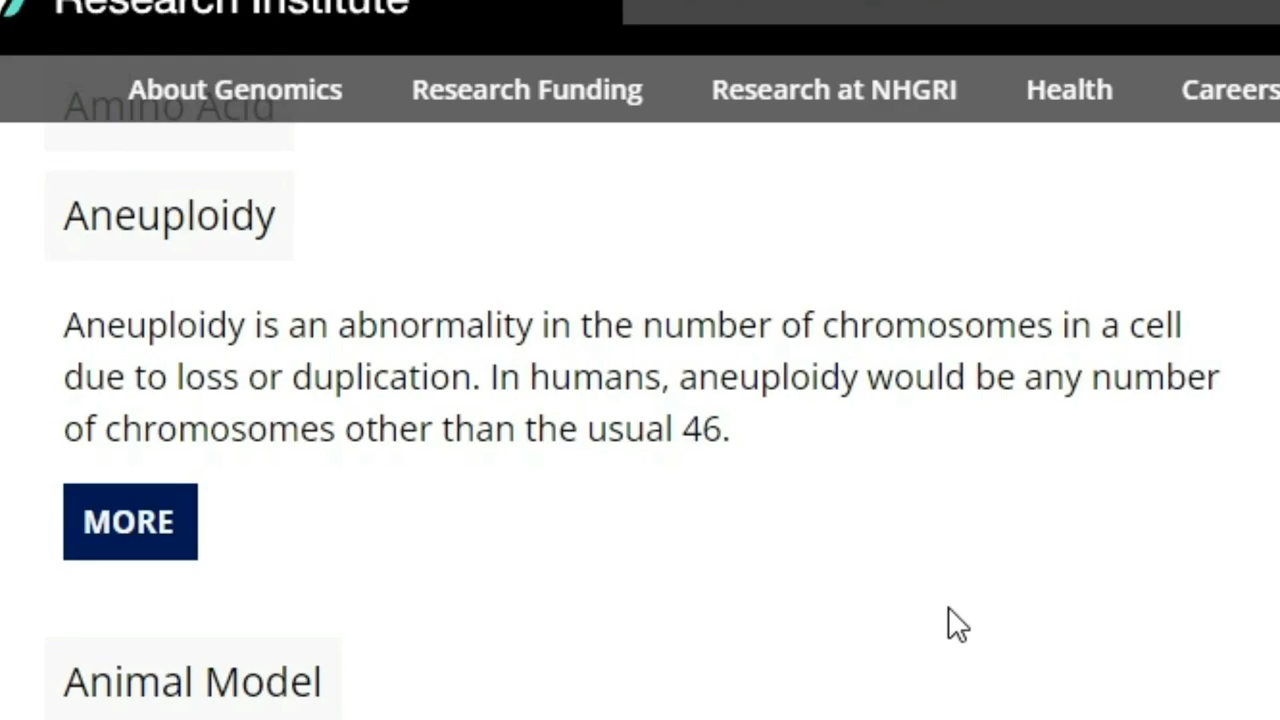 Research Institute
About Genomics Research Funding Research at NHGRI Health Careers
Amino Acid
Aneuploidy
Aneuploidy is an abnormality in the number of chromosomes in a cell
due to loss or duplication. In humans, aneuploidy would be any number
of chromosomes other than the usual 46.
MORE
Animal Model